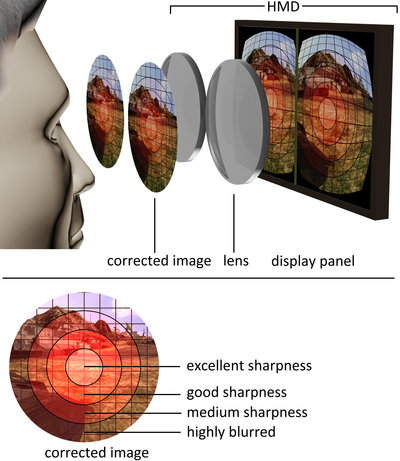 HMD
corrected image lens display panel
excellent sharpness
good sharpness
medium sharpness
highly blurred
corrected image